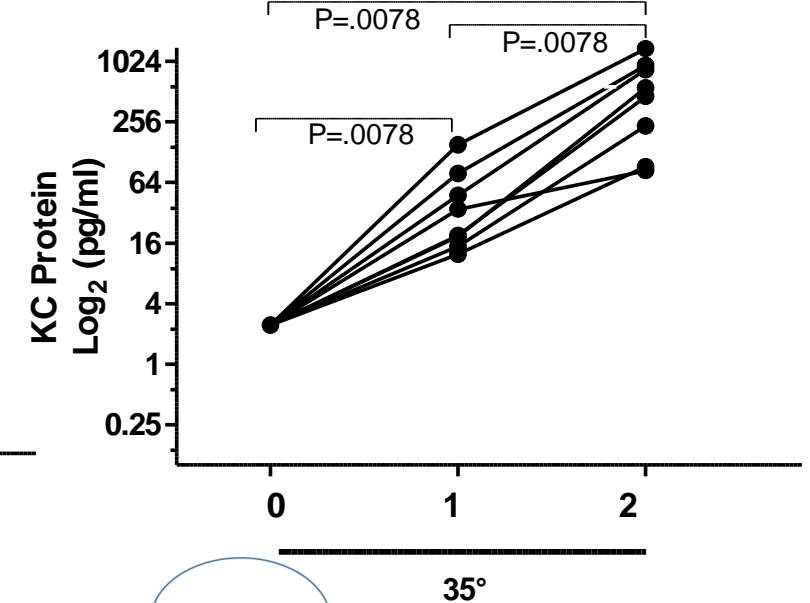 P=.0078
P=.0078
P=.0078
KC Protein
Log2 (pg/ml)
1024
256
64
16
4
1
0.25
0 1 2
35°